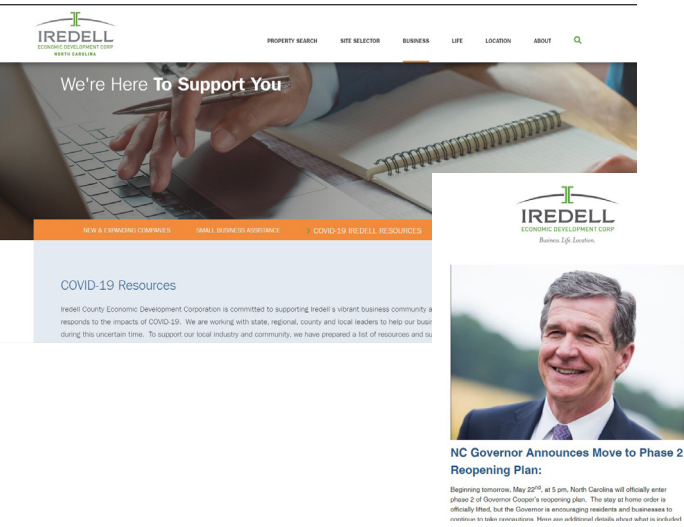 IREDELL
ECONOMIC DEVELOPMENT CORP
NORTH CAROLINA
PROPERTY SEARCH SITE SELECTOR BUSINESS LIFE LOCATION ABOUT
We're Here To Support You
NEW & EXPANDING COMPANIES SMALL BUSINESS ASSISTANCE > COVID-19 IREDELL RESOURCES
COVID-19 Resources
Iredell County Economic Development Corporation is committed to supporting Iredell's vibrant business community a
responds to the impacts of COVID-19. We are working with state, regional, county and local leaders to help our busi
during this uncertain time. To support our local industry and community, we have prepared a list of resources and su
IREDELL
ECONOMIC DEVELOPMENT CORP
Business. Life. Location.
NC Governor Announces Move to Phase 2
Reopening Plan:
Beginning tomorrow, May 22nd, at 5 pm, North Carolina will officially enter
phase 2 of Governor Cooper's reopening plan. The stay at home order is
officially lifted, but the Governor is encouraging residents and businesses to
continue to take precautions. Here are additional details about what is included